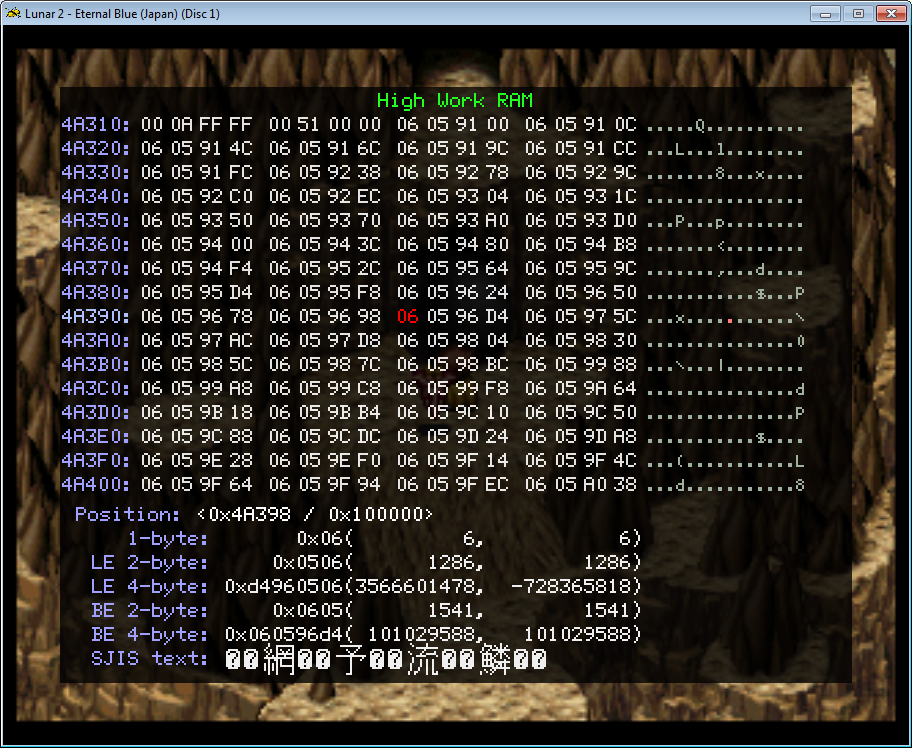 Lunar 2 - Eternal Blue (Japan) (Disc 1)
High Work RAM
4A310: 00 0A FF FF 00 51 00 00 06 05 91 00 06 05 91 0C .....Q..........
4A320: 06 05 91 4C 06 05 91 6C 06 05 91 9C 06 05 91 CC ...L...l........
4A330: 06 05 91 FC 06 05 92 38 06 05 92 78 06 05 92 9C .......8...x....
4A340: 06 05 92 C0 06 05 92 EC 06 05 93 04 06 05 93 1C ................
4A350: 06 05 93 50 06 05 93 70 06 05 93 A0 06 05 93 D0 ...P...p........
4A360: 06 05 94 00 06 05 94 3C 06 05 94 80 06 05 94 B8 .......<........
4A370: 06 05 94 F4 06 05 95 2C 06 05 95 64 06 05 95 9C .......,...d....
4A380: 06 05 95 D4 06 05 95 F8 06 05 96 24 06 05 96 50 ...........$...P
4A390: 06 05 96 78 06 05 96 98 06 05 96 D4 06 05 97 5C ...x...........\
4A3A0: 06 05 97 AC 06 05 97 D8 06 05 98 04 06 05 98 30 ...............0
4A3B0: 06 05 98 5C 06 05 98 7C 06 05 98 BC 06 05 99 88 ...\...|........
4A3C0: 06 05 99 A8 06 05 99 C8 06 05 99 F8 06 05 9A 64 ...............d
4A3D0: 06 05 9B 18 06 05 9B B4 06 05 9C 10 06 05 9C 50 ...............P
4A3E0: 06 05 9C 88 06 05 9C DC 06 05 9D 24 06 05 9D A8 ...........$....
4A3F0: 06 05 9E 28 06 05 9E F0 06 05 9F 14 06 05 9F 4C ...(...........L
4A400: 06 05 9F 64 06 05 9F 94 06 05 9F EC 06 05 A0 38 ...d...........8
Position: <0x4A398 / 0x100000>
1-byte: 0x06( 6, 6)
LE 2-byte: 0x0506( 1286, 1286)
LE 4-byte: 0xd4960506(3566601478, -728365818)
BE 2-byte: 0x0605( 1541, 1541)
BE 4-byte: 0x060596d4( 101029588, 101029588)
SJIS text: ��網��予��流��鱗��